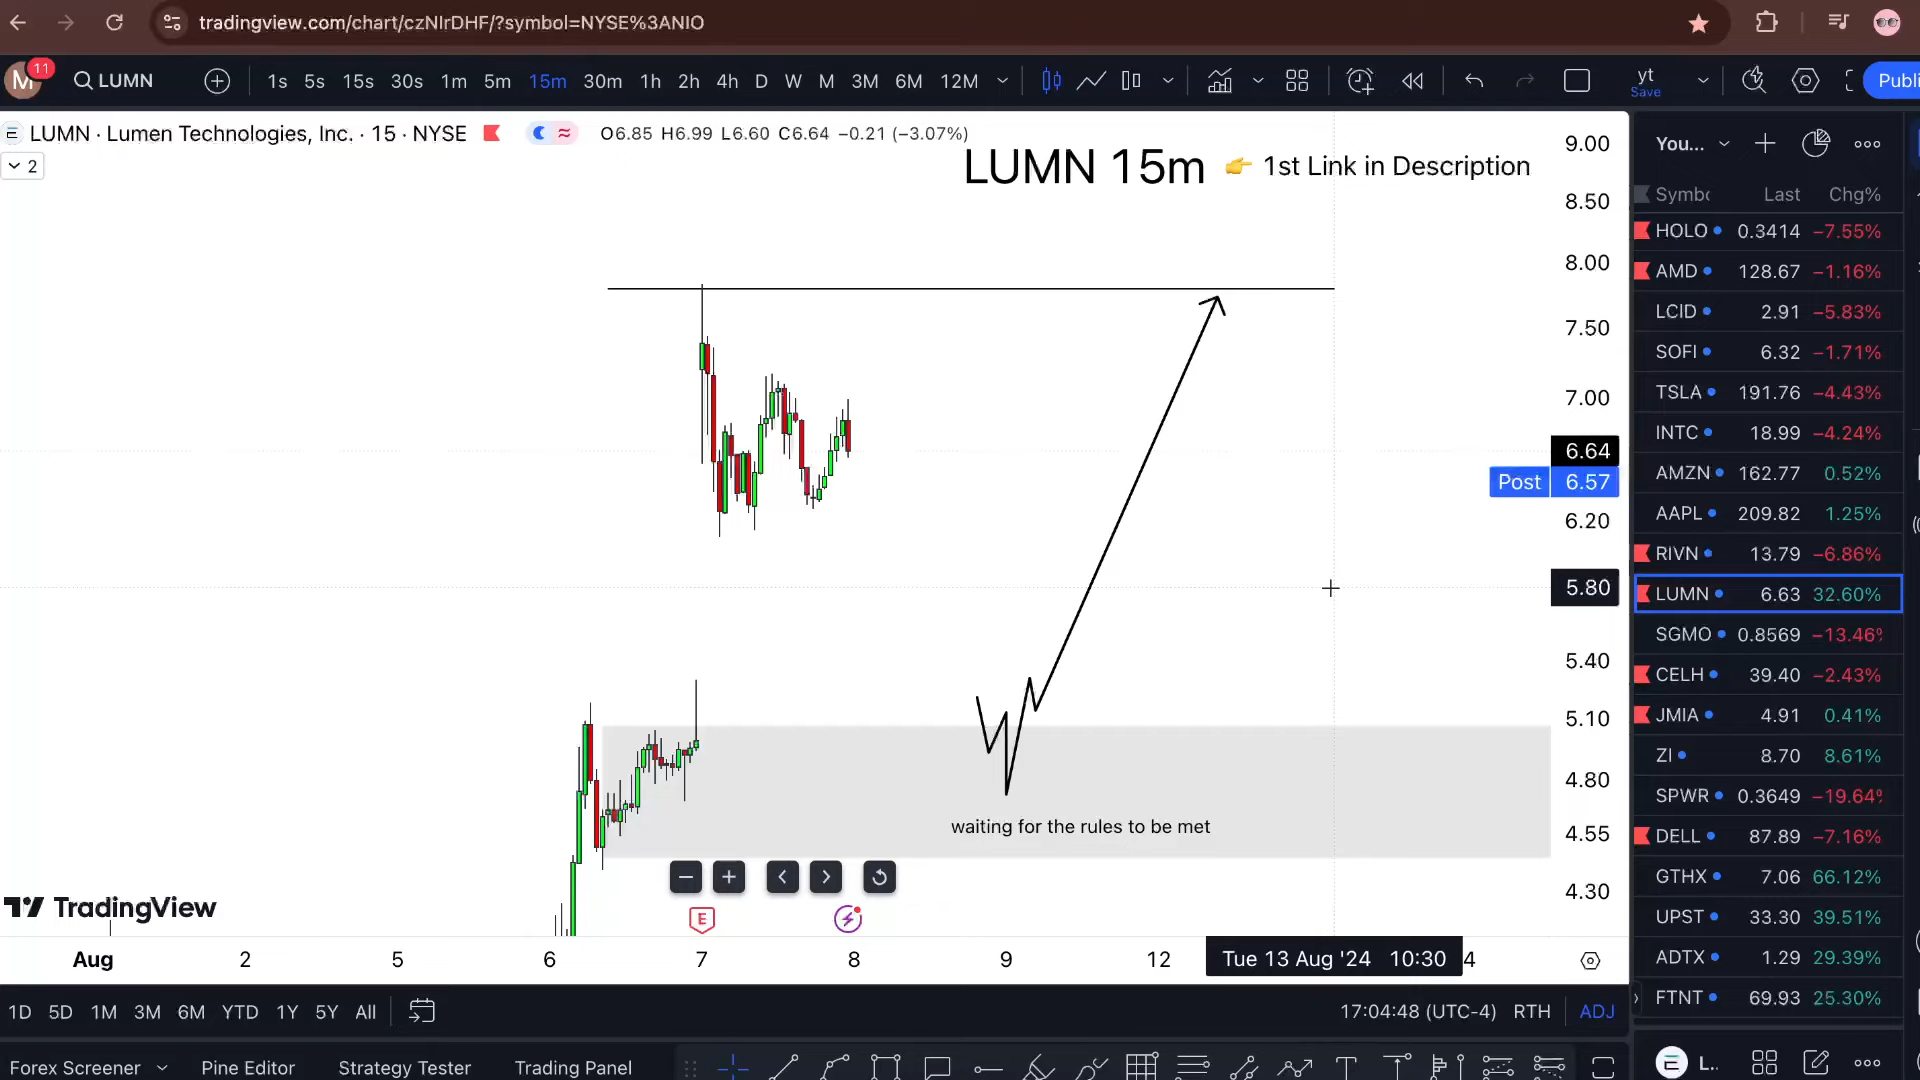 tradingview.com/chart/czNlrDHF/?symbol=NYSE%3ANIO
M 11 LUMN 1s 5s 15s 30s 1m 5m 15m 30m 1h 2h 4h D W M 3M 6M 12M yt Save Publi
LUMN · Lumen Technologies, Inc. · 15 · NYSE O6.85 H6.99 L6.60 C6.64 −0.21 (−3.07%)
2
LUMN 15m 👉 1st Link in Description
9.00
8.50
8.00
7.50
7.00
6.64
Post 6.57
6.20
5.80
5.40
5.10
4.80
4.55
4.30
waiting for the rules to be met
E
TradingView
Aug 2 5 6 7 8 9 12 Tue 13 Aug '24 10:30 4
1D 5D 1M 3M 6M YTD 1Y 5Y All 17:04:48 (UTC-4) RTH ADJ
Forex Screener Pine Editor Strategy Tester Trading Panel
You...
Symbo Last Chg%
HOLO 0.3414 −7.55%
AMD 128.67 −1.16%
LCID 2.91 −5.83%
SOFI 6.32 −1.71%
TSLA 191.76 −4.43%
INTC 18.99 −4.24%
AMZN 162.77 0.52%
AAPL 209.82 1.25%
RIVN 13.79 −6.86%
LUMN 6.63 32.60%
SGMO 0.8569 −13.46%
CELH 39.40 −2.43%
JMIA 4.91 0.41%
ZI 8.70 8.61%
SPWR 0.3649 −19.64%
DELL 87.89 −7.16%
GTHX 7.06 66.12%
UPST 33.30 39.51%
ADTX 1.29 29.39%
FTNT 69.93 25.30%
L..